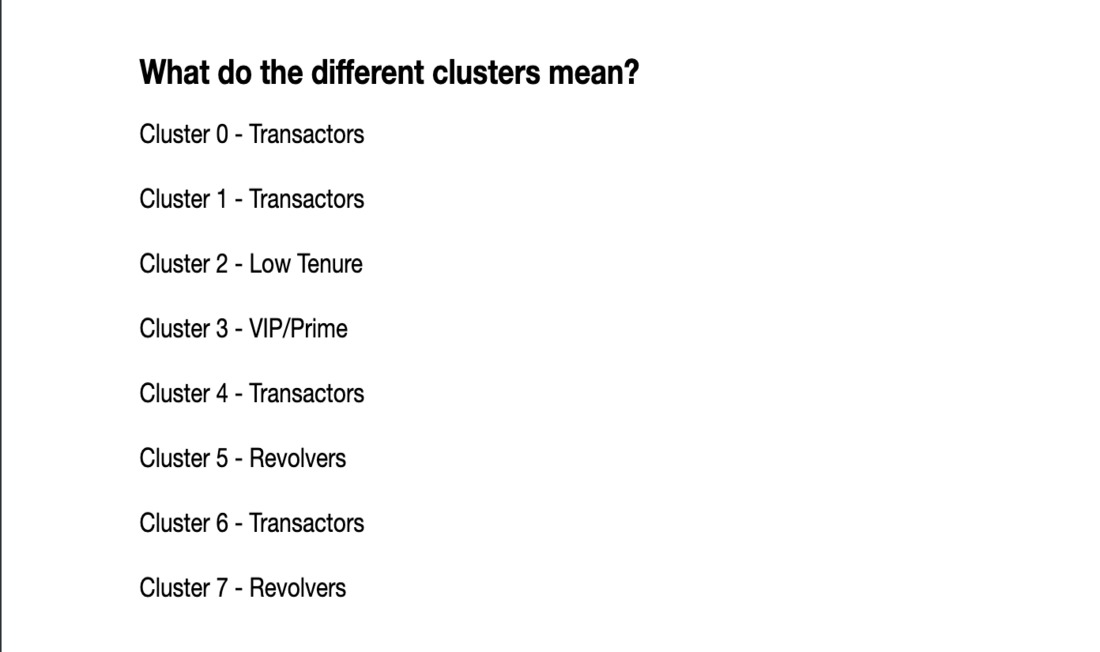 What do the different clusters mean?
Cluster 0 - Transactors
Cluster 1 - Transactors
Cluster 2 - Low Tenure
Cluster 3 - VIP/Prime
Cluster 4 - Transactors
Cluster 5 - Revolvers
Cluster 6 - Transactors
Cluster 7 - Revolvers